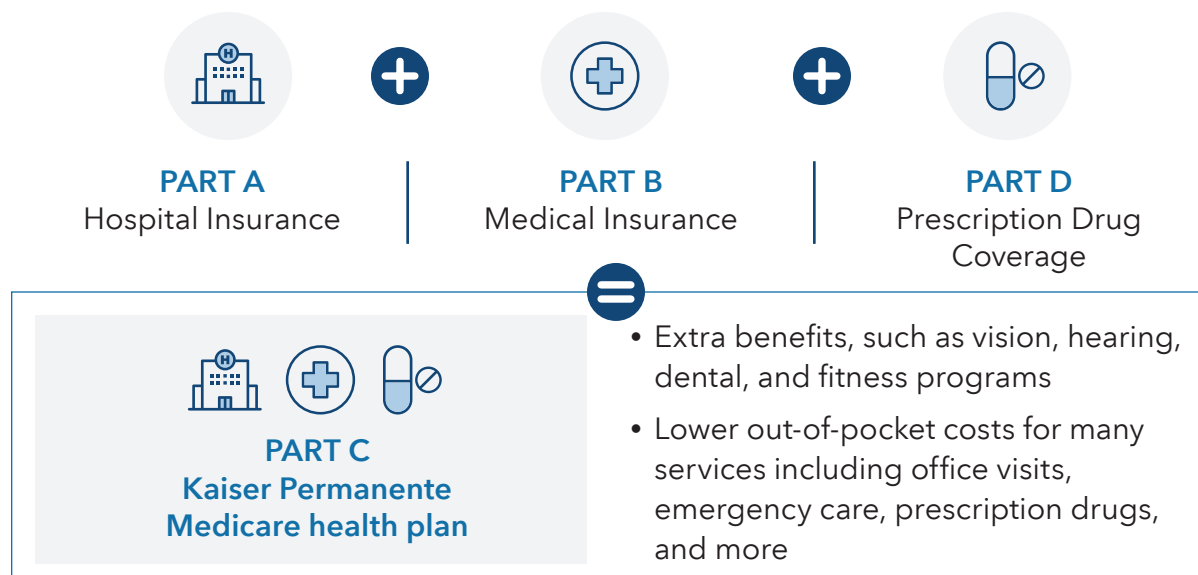 H
PART A
Hospital Insurance
PART B
Medical Insurance
PART D
Prescription Drug
Coverage
H
PART C
Kaiser Permanente
Medicare health plan
• Extra benefits, such as vision, hearing,
dental, and fitness programs
• Lower out-of-pocket costs for many
services including office visits,
emergency care, prescription drugs,
and more